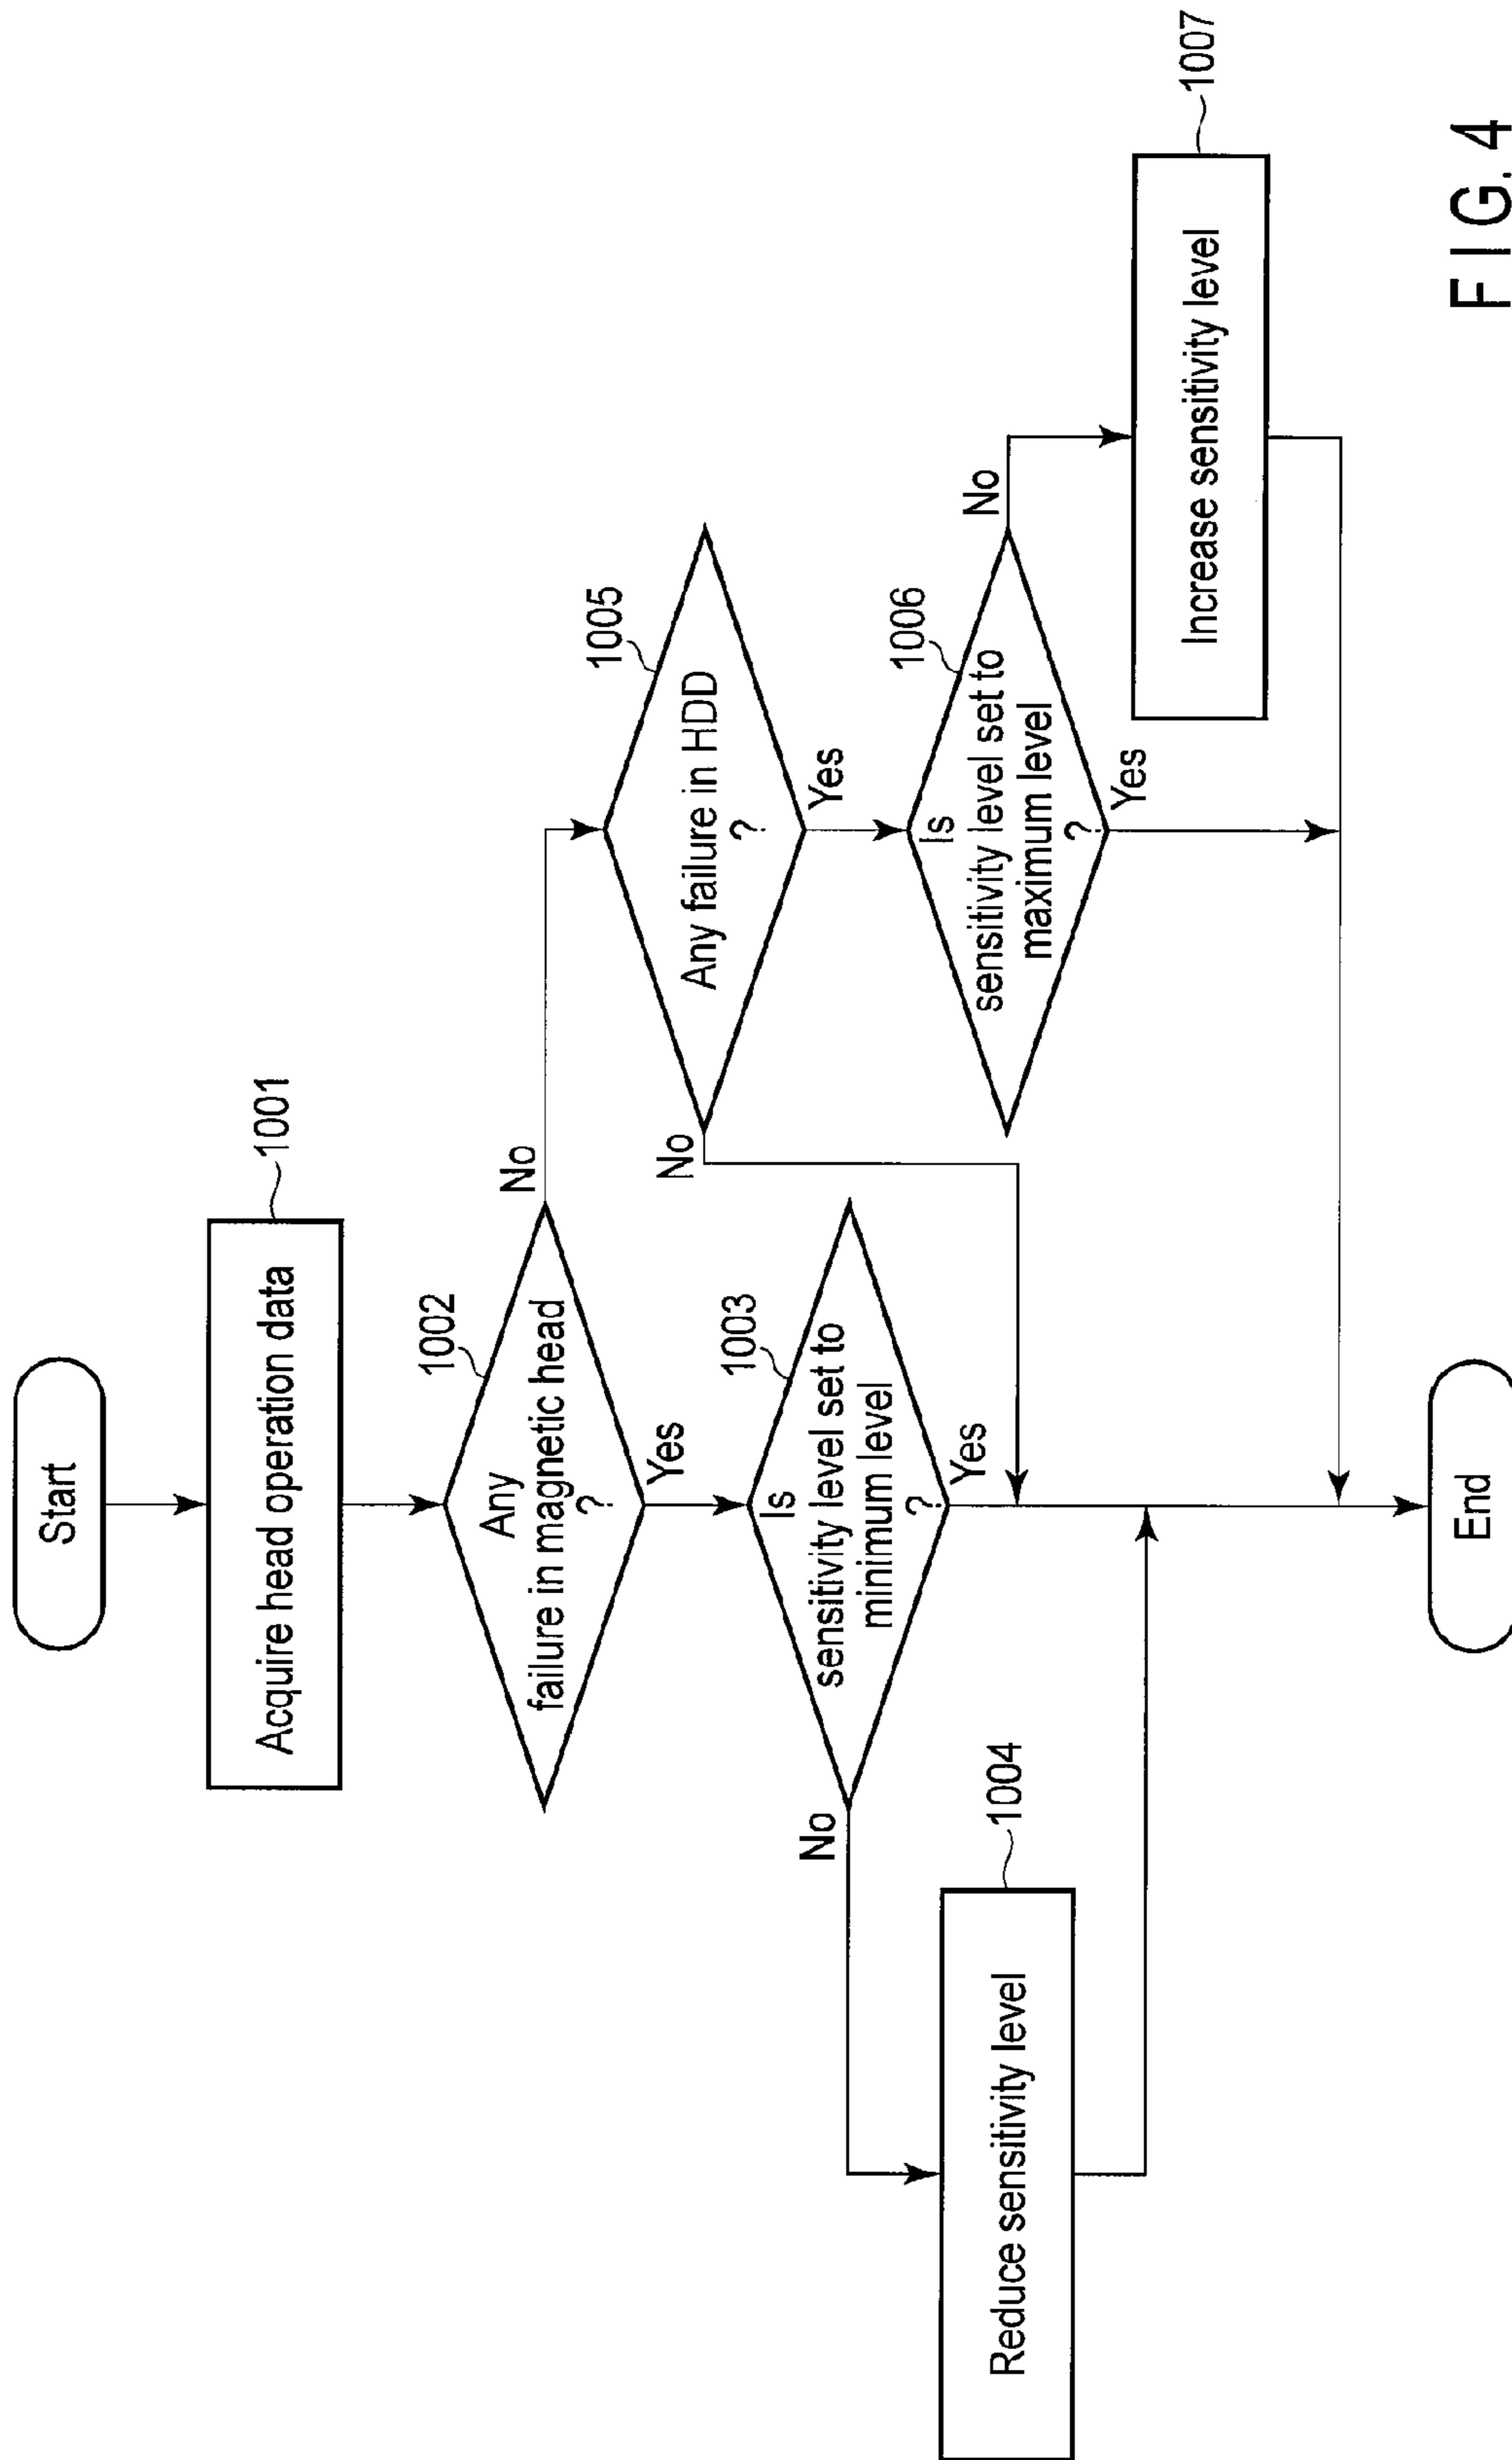 Start
Acquire head operation data
1001
Any
failure in magnetic head
?
1002
No
Yes
Is
sensitivity level set to
minimum level
?
1003
No
Yes
Reduce sensitivity level
1004
Any failure in HDD
?
1005
No
Yes
Is
sensitivity level set to
maximum level
?
1006
No
Yes
Increase sensitivity level
1007
End
FIG. 4